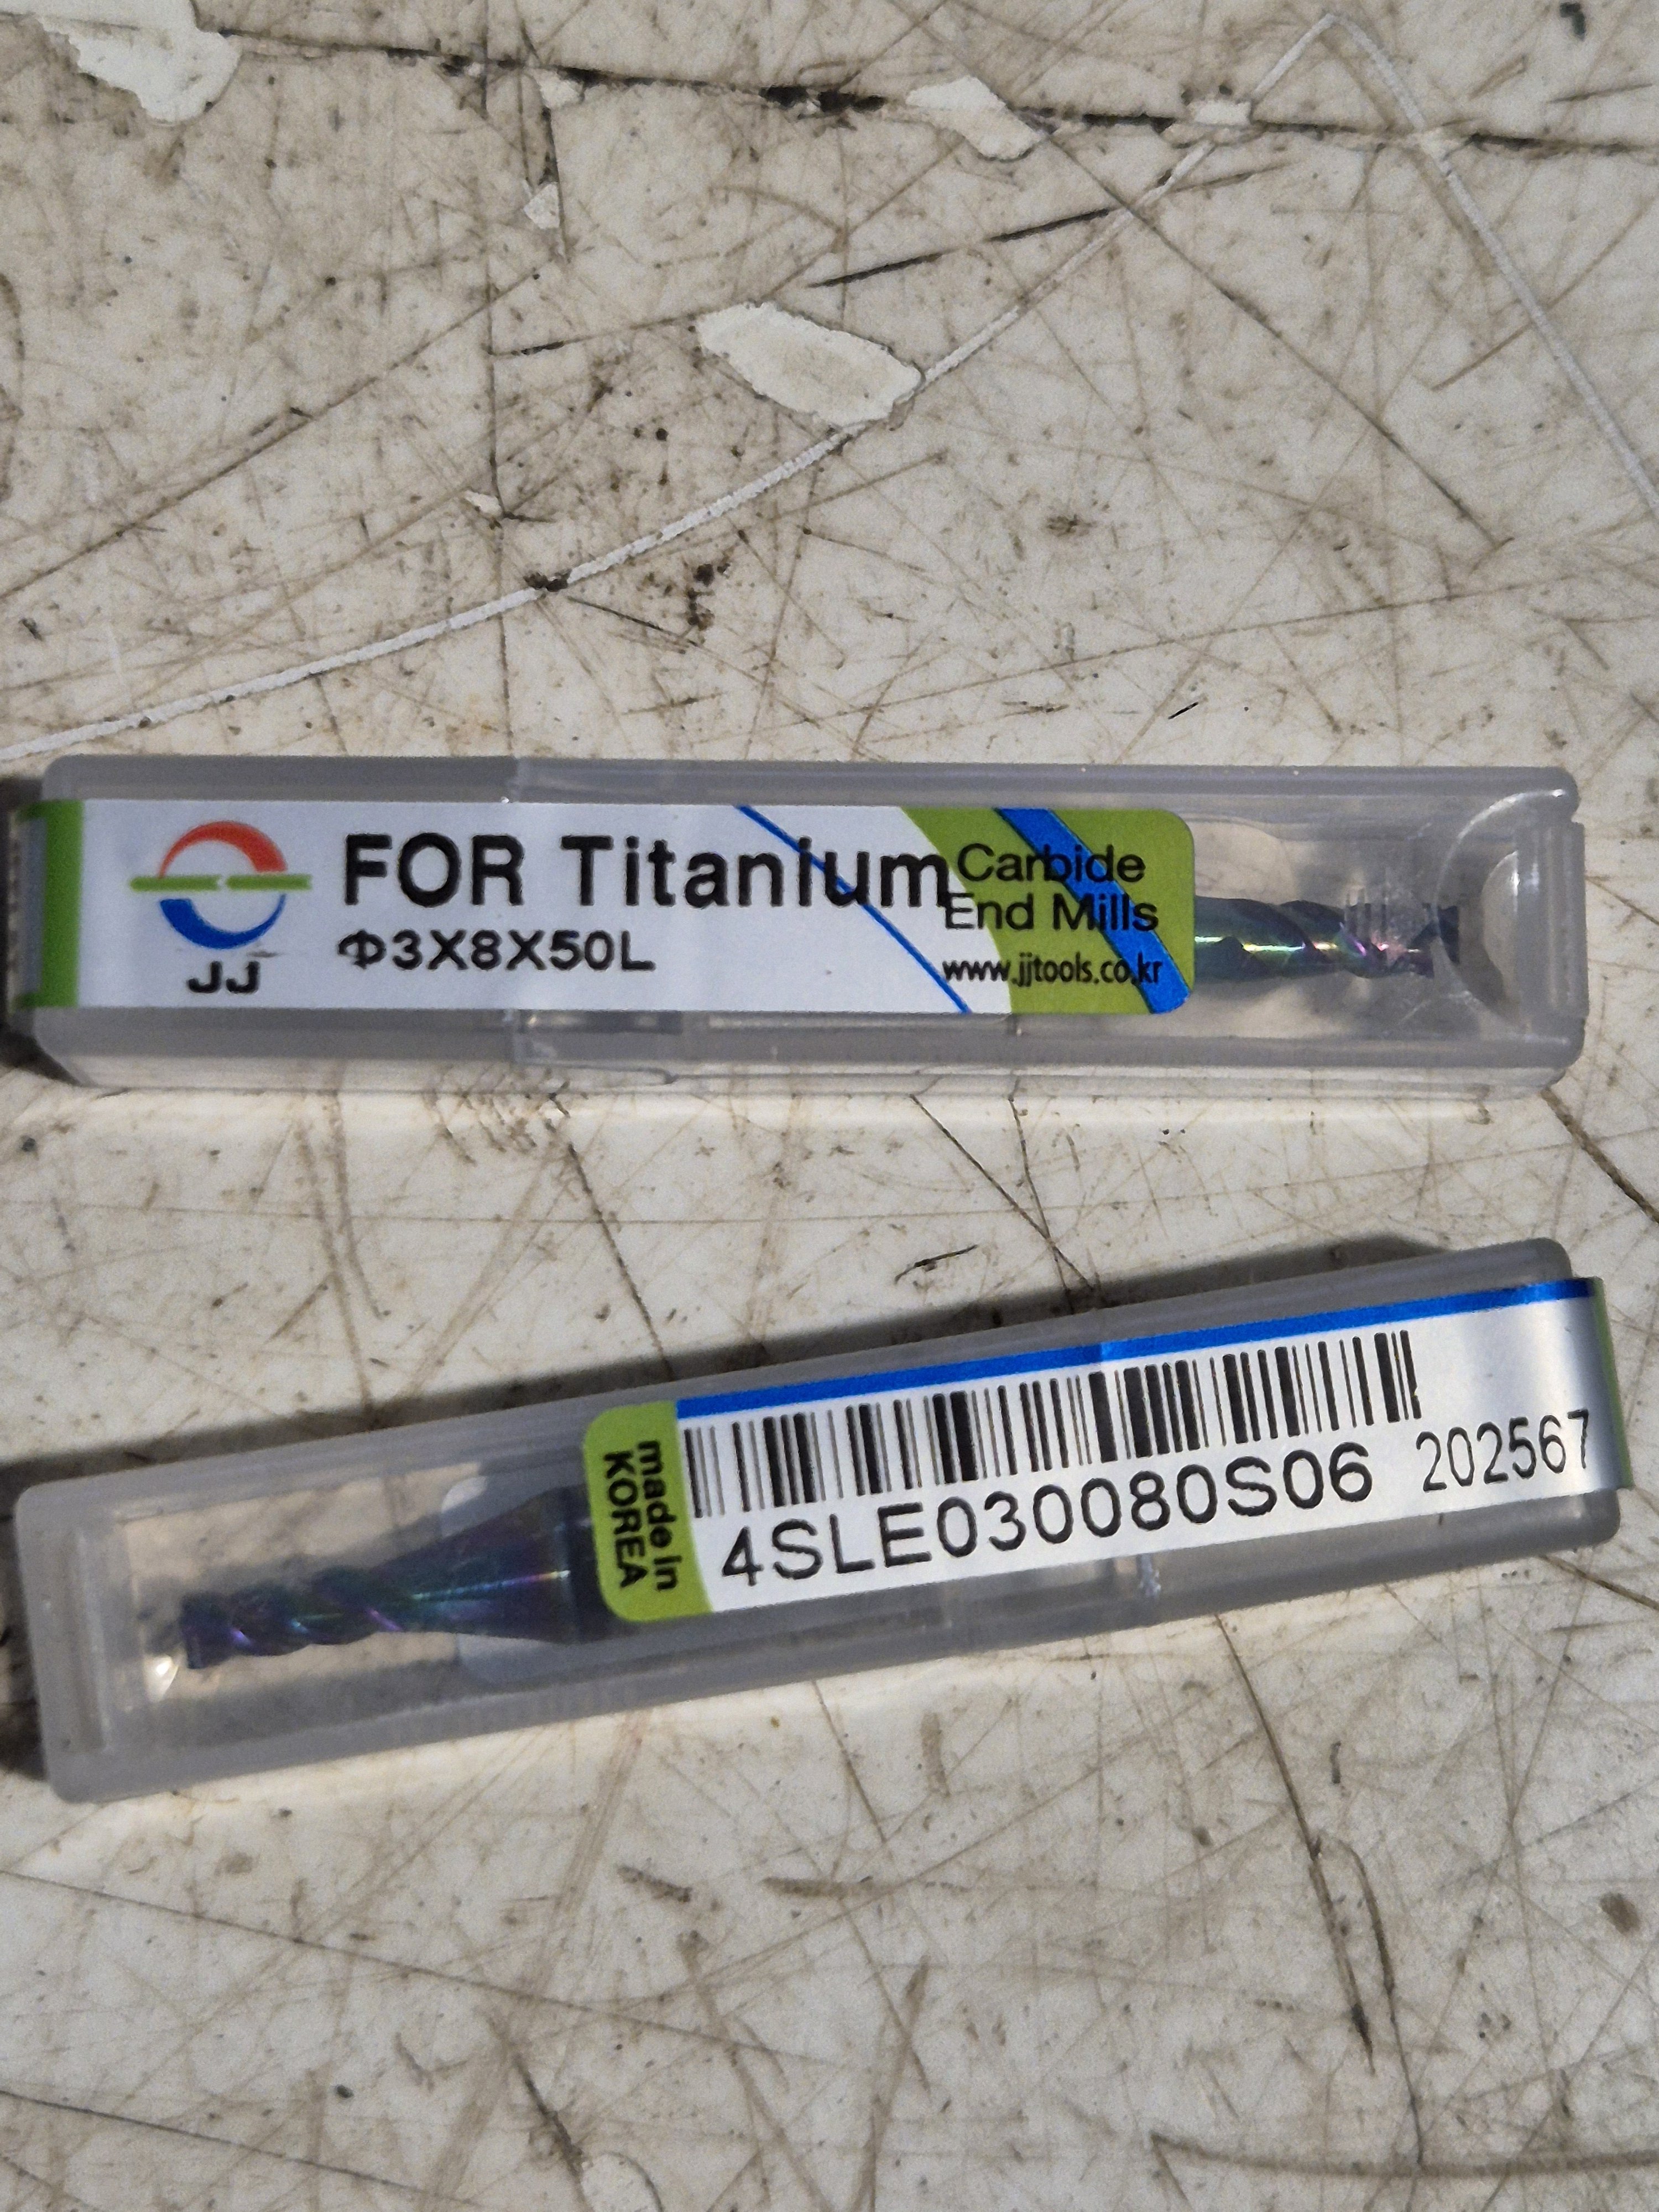 JJ
FOR Titanium
Φ3X8X50L
Carbide
End Mills
www.jjtools.co.kr
made in
KOREA
4SLE030080S06 202567